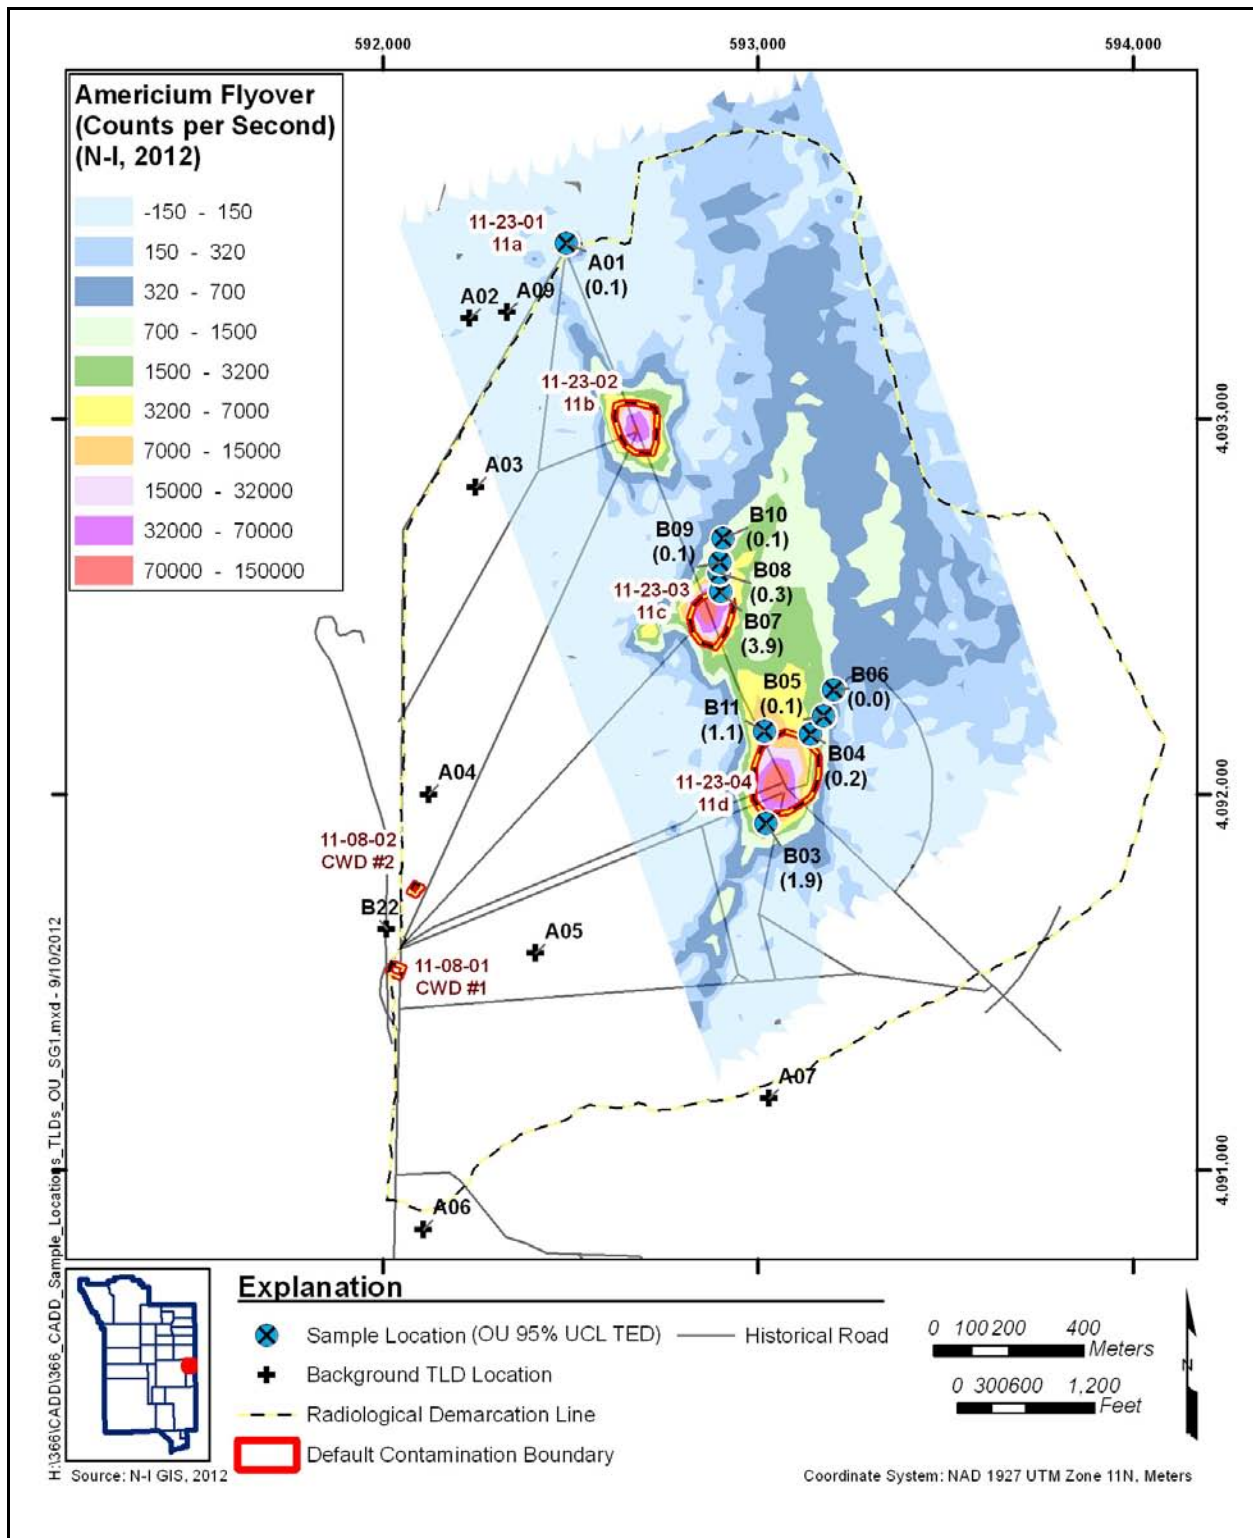 592,000
593,000
594,000
Americium Flyover
(Counts per Second)
(N-I, 2012)
-150 - 150
150 - 320
320 - 700
700 - 1500
1500 - 3200
3200 - 7000
7000 - 15000
15000 - 32000
32000 - 70000
70000 - 150000
11-23-01
11a
A01
(0.1)
A02
A09
11-23-02
11b
4,093,000
A03
B10
(0.1)
B09
(0.1)
B08
(0.3)
11-23-03
11c
B07
(3.9)
B06
(0.0)
B05
(0.1)
B11
(1.1)
B04
(0.2)
11-23-04
11d
A04
4,092,000
11-08-02
CWD #2
B03
(1.9)
B22
A05
11-08-01
CWD #1
A07
4,091,000
A06
H:\366\CADD\366_CADD_Sample_Locations_TLDs_OU_SG1.mxd - 9/10/2012
Explanation
Sample Location (OU 95% UCL TED)
Historical Road
Background TLD Location
Radiological Demarcation Line
Default Contamination Boundary
0 100 200 400
Meters
0 300 600 1,200
Feet
N
Source: N-I GIS, 2012
Coordinate System: NAD 1927 UTM Zone 11N, Meters